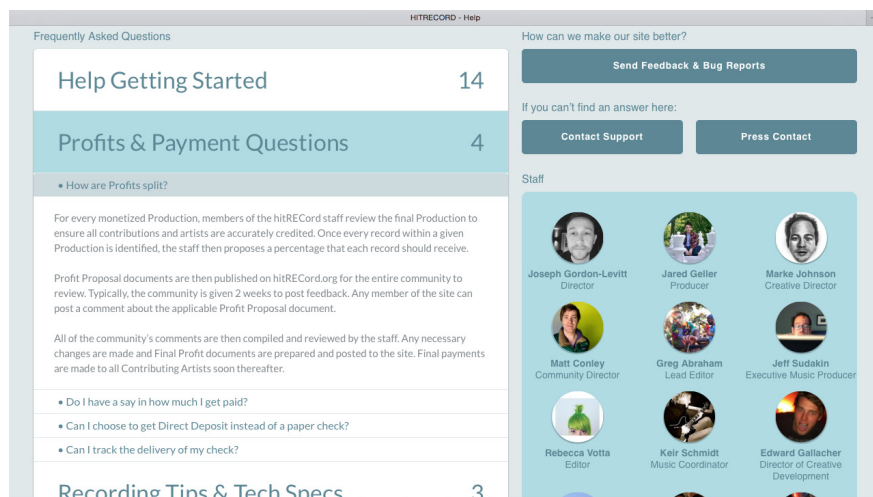 HITRECORD - Help
Frequently Asked Questions
Help Getting Started 14
Profits & Payment Questions 4
• How are Profits split?
For every monetized Production, members of the hitRECord staff review the final Production to
ensure all contributions and artists are accurately credited. Once every record within a given
Production is identified, the staff then proposes a percentage that each record should receive.
Profit Proposal documents are then published on hitRECord.org for the entire community to
review. Typically, the community is given 2 weeks to post feedback. Any member of the site can
post a comment about the applicable Profit Proposal document.
All of the community's comments are then compiled and reviewed by the staff. Any necessary
changes are made and Final Profit documents are prepared and posted to the site. Final payments
are made to all Contributing Artists soon thereafter.
• Do I have a say in how much I get paid?
• Can I choose to get Direct Deposit instead of a paper check?
• Can I track the delivery of my check?
Recording Tips & Tech Specs 3
How can we make our site better?
Send Feedback & Bug Reports
If you can't find an answer here:
Contact Support Press Contact
Staff
Joseph Gordon-Levitt Jared Geller Marke Johnson
Director Producer Creative Director
Matt Conley Greg Abraham Jeff Sudakin
Community Director Lead Editor Executive Music Producer
Rebecca Votta Keir Schmidt Edward Gallacher
Editor Music Coordinator Director of Creative
Development